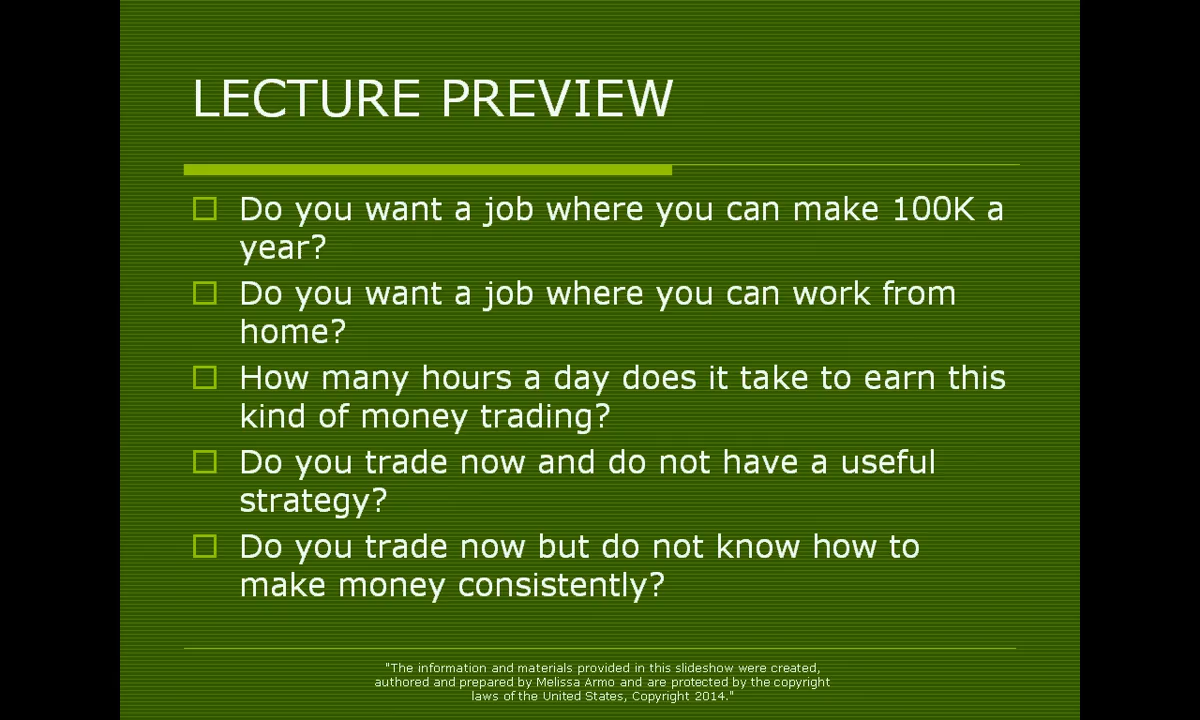 LECTURE PREVIEW
Do you want a job where you can make 100K a
year?
Do you want a job where you can work from
home?
How many hours a day does it take to earn this
kind of money trading?
Do you trade now and do not have a useful
strategy?
Do you trade now but do not know how to
make money consistently?
"The information and materials provided in this slideshow were created,
authored and prepared by Melissa Armo and are protected by the copyright
laws of the United States, Copyright 2014."